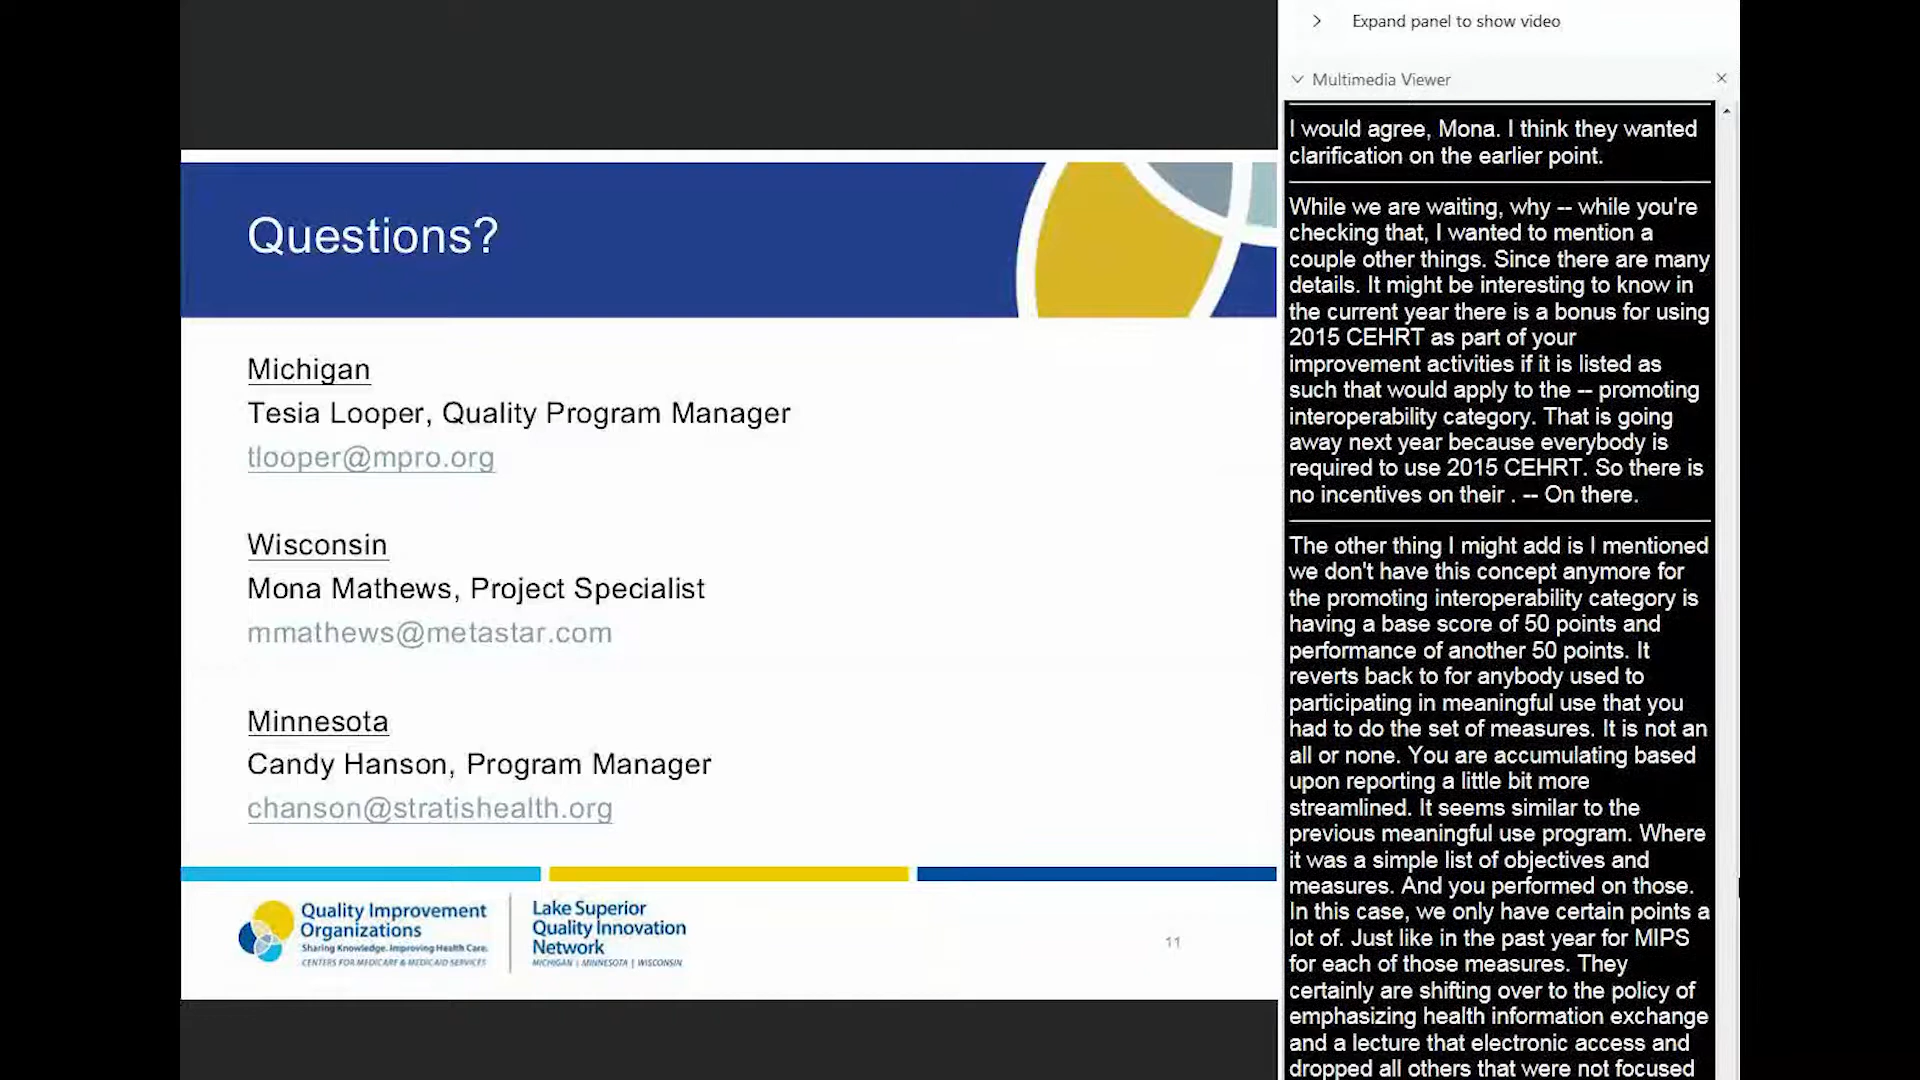 Questions?
Michigan
Tesia Looper, Quality Program Manager
tlooper@mpro.org
Wisconsin
Mona Mathews, Project Specialist
mmathews@metastar.com
Minnesota
Candy Hanson, Program Manager
chanson@stratishealth.org
Quality Improvement
Organizations
Sharing Knowledge. Improving Health Care.
CENTERS FOR MEDICARE & MEDICAID SERVICES
Lake Superior
Quality Innovation
Network
MICHIGAN | MINNESOTA | WISCONSIN
11
Expand panel to show video
Multimedia Viewer
I would agree, Mona. I think they wanted
clarification on the earlier point.
While we are waiting, why -- while you're
checking that, I wanted to mention a
couple other things. Since there are many
details. It might be interesting to know in
the current year there is a bonus for using
2015 CEHRT as part of your
improvement activities if it is listed as
such that would apply to the -- promoting
interoperability category. That is going
away next year because everybody is
required to use 2015 CEHRT. So there is
no incentives on their . -- On there.
The other thing I might add is I mentioned
we don't have this concept anymore for
the promoting interoperability category is
having a base score of 50 points and
performance of another 50 points. It
reverts back to for anybody used to
participating in meaningful use that you
had to do the set of measures. It is not an
all or none. You are accumulating based
upon reporting a little bit more
streamlined. It seems similar to the
previous meaningful use program. Where
it was a simple list of objectives and
measures. And you performed on those.
In this case, we only have certain points a
lot of. Just like in the past year for MIPS
for each of those measures. They
certainly are shifting over to the policy of
emphasizing health information exchange
and a lecture that electronic access and
dropped all others that were not focused